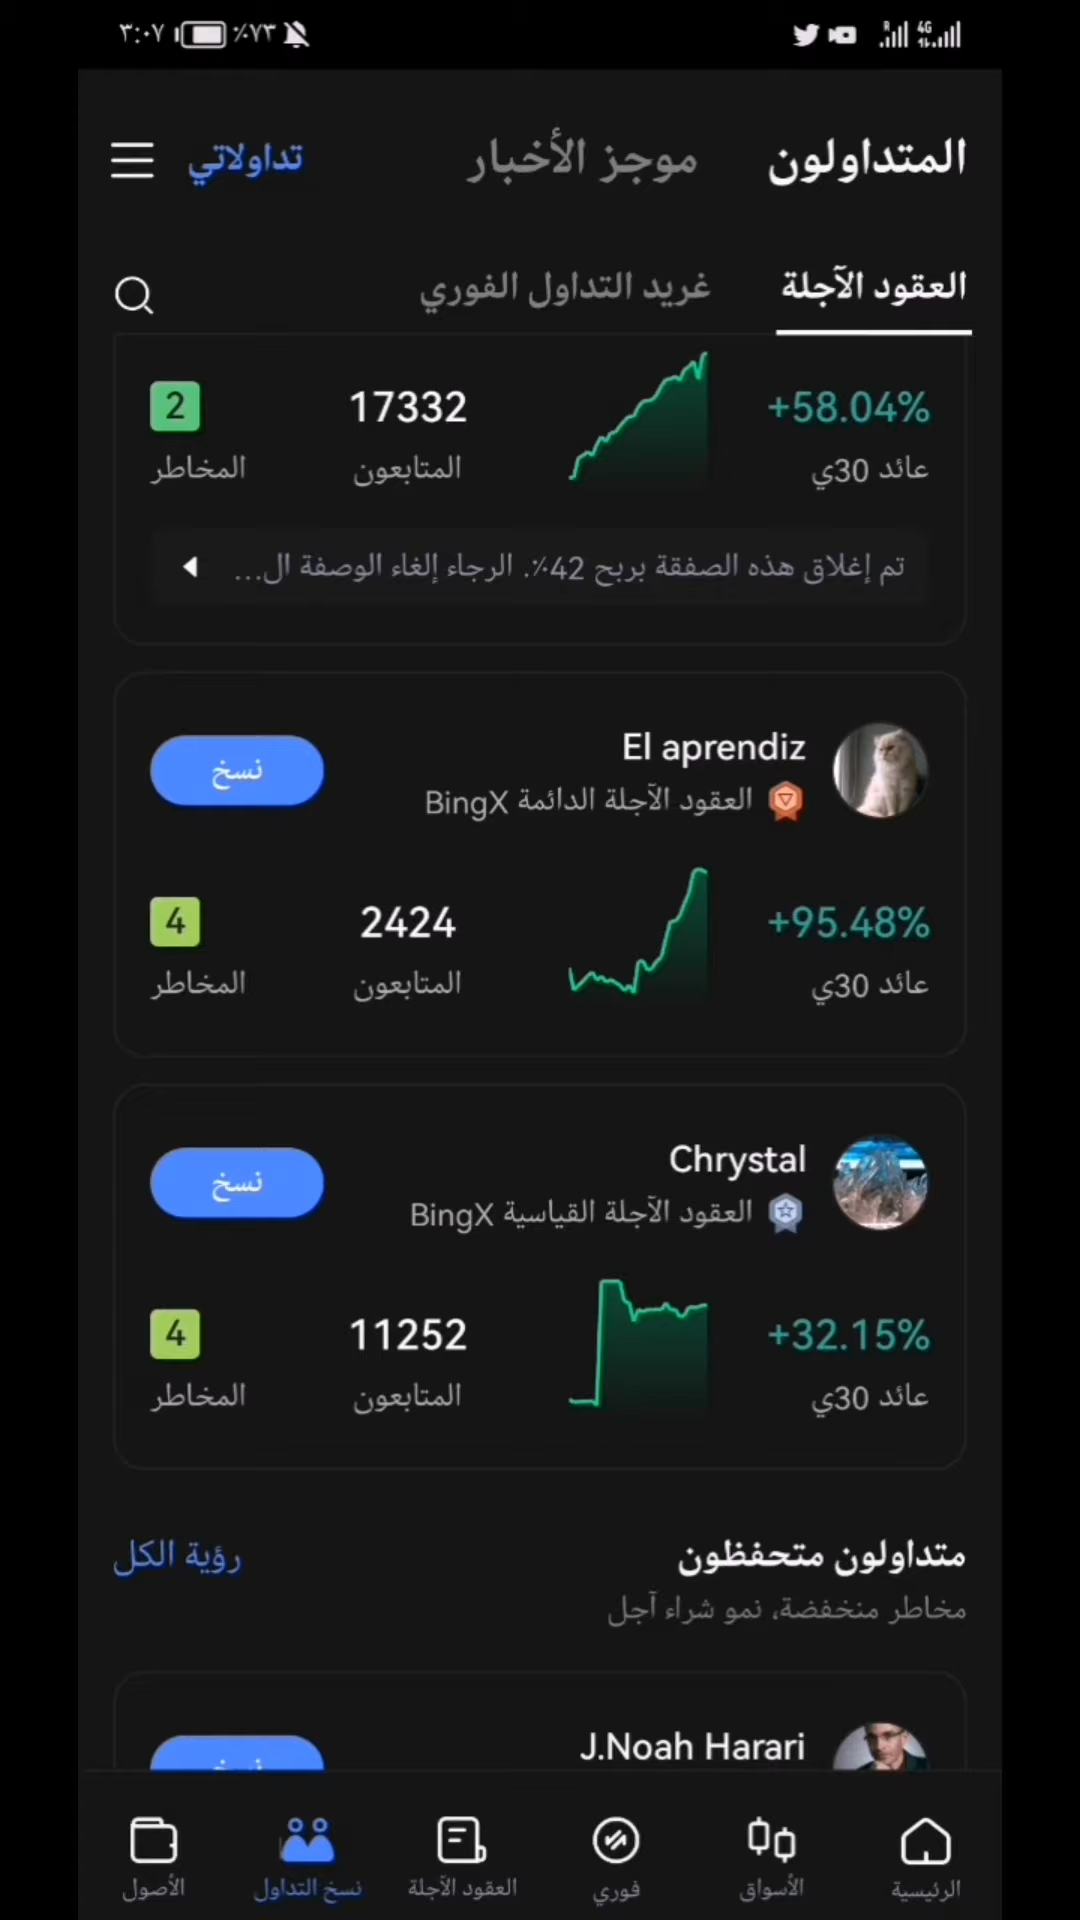 ٣:٠٧ ٪٧٣ 4G R
المتداولون موجز الأخبار تداولاتي
العقود الآجلة غريد التداول الفوري
+58.04% 17332 2
عائد 30ي المتابعون المخاطر
تم إغلاق هذه الصفقة بربح 42٪. الرجاء إلغاء الوصفة ال...
El aprendiz
العقود الآجلة الدائمة BingX
نسخ
+95.48% 2424 4
عائد 30ي المتابعون المخاطر
Chrystal
العقود الآجلة القياسية BingX
نسخ
+32.15% 11252 4
عائد 30ي المتابعون المخاطر
متداولون متحفظون رؤية الكل
مخاطر منخفضة، نمو شراء آجل
J.Noah Harari
نسخ
الرئيسية الأسواق فوري العقود الآجلة نسخ التداول الأصول